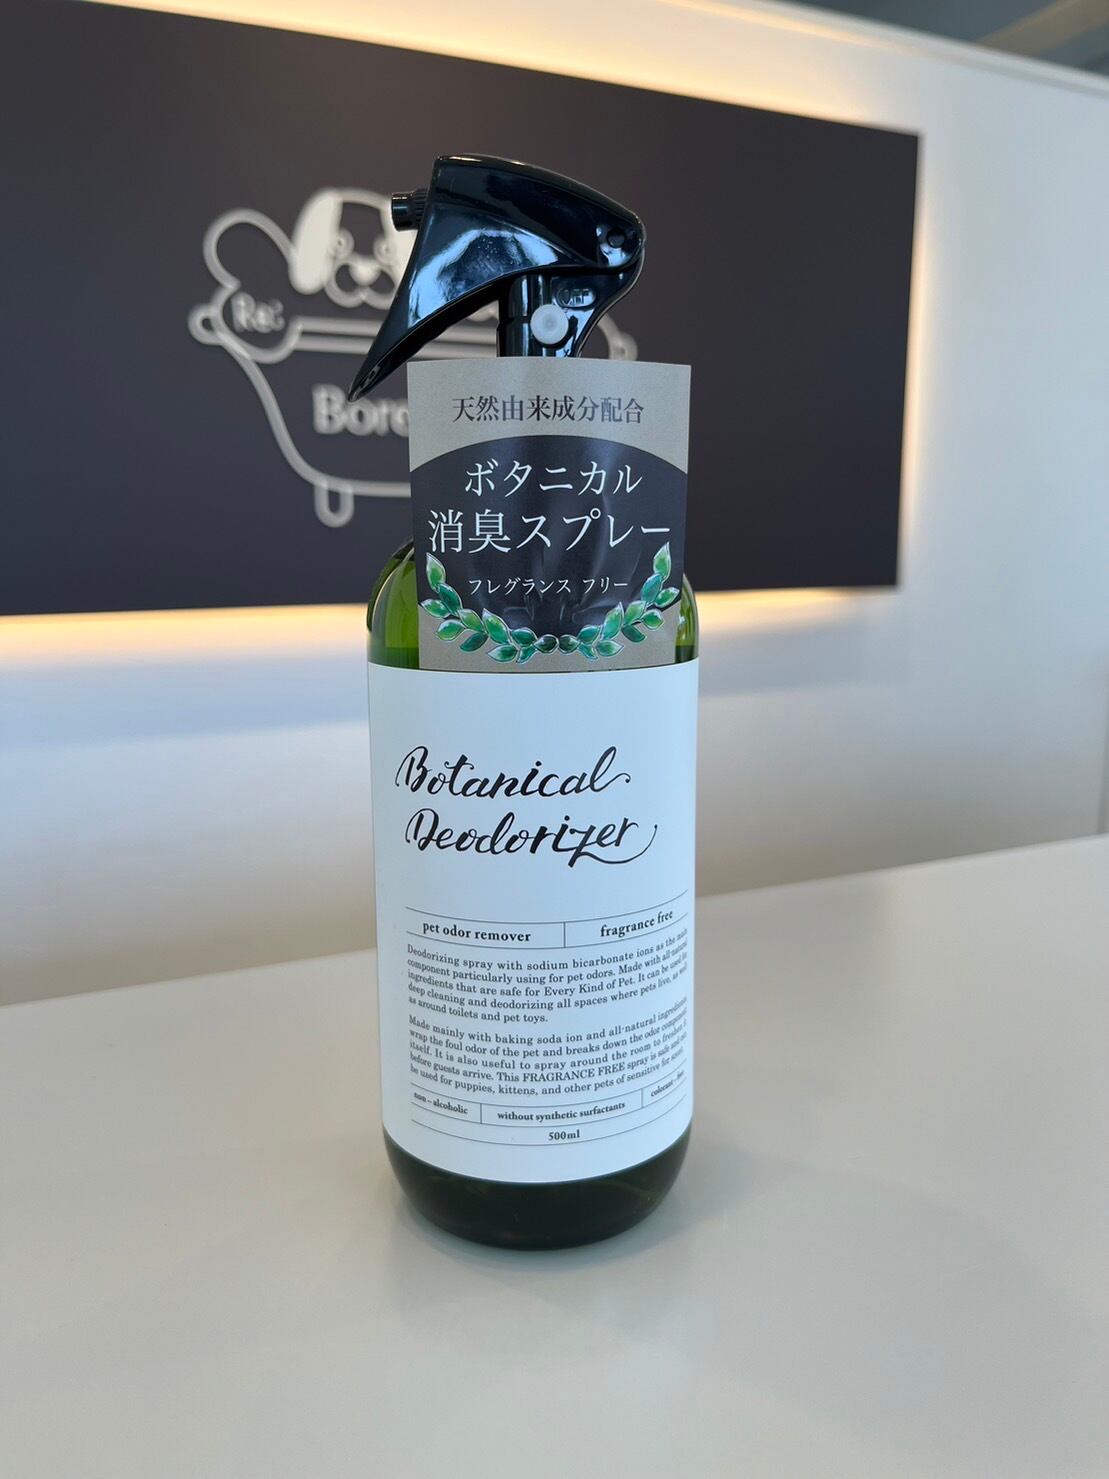 Re:
OFF
天然由来成分配合
ボタニカル
消臭スプレー
フレグランス フリー
Botanical
Deodorizer
pet odor remover
fragrance free
Deodorizing spray with sodium bicarbonate ions as the main
component particularly using for pet odors. Made with all-natural
ingredients that are safe for Every Kind of Pet. It can be used for
deep cleaning and deodorizing all spaces where pets live, as well
as around toilets and pet toys.
Made mainly with baking soda ion and all-natural ingredients
wrap the foul odor of the pet and breaks down the odor component
itself. It is also useful to spray around the room to freshen it
before guests arrive. This FRAGRANCE FREE spray is safe and can
be used for puppies, kittens, and other pets of sensitive for scent.
non-alcoholic
without synthetic surfactants
colorant-free
500ml